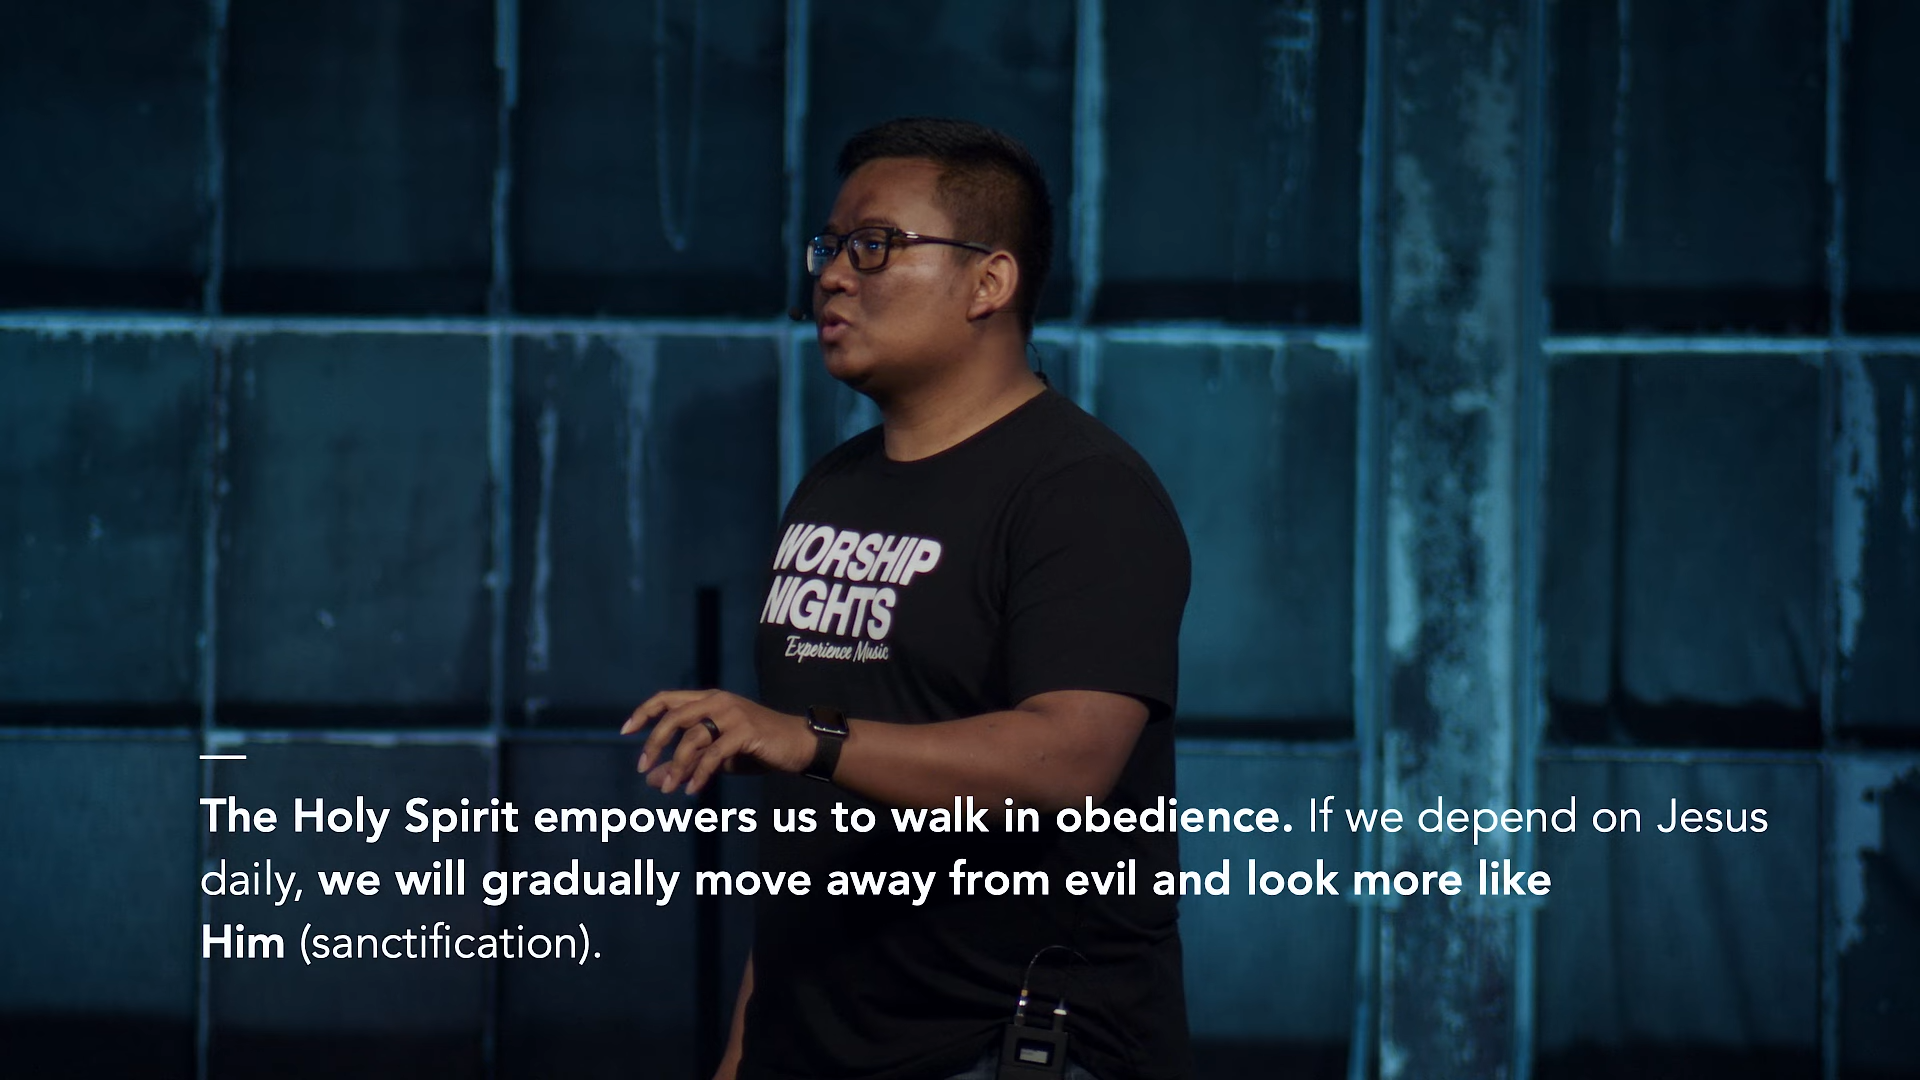 WORSHIP
NIGHTS
Experience Music
The Holy Spirit empowers us to walk in obedience. If we depend on Jesus
daily, we will gradually move away from evil and look more like
Him (sanctification).